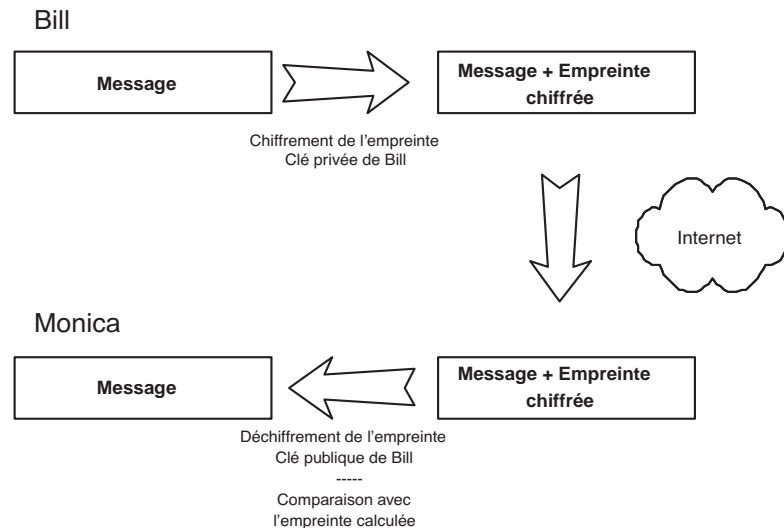 Bill
Message
Message + Empreinte
chiffrée
Chiffrement de l'empreinte
Clé privée de Bill
Internet
Monica
Message
Message + Empreinte
chiffrée
Déchiffrement de l'empreinte
Clé publique de Bill
-----
Comparaison avec
l'empreinte calculée